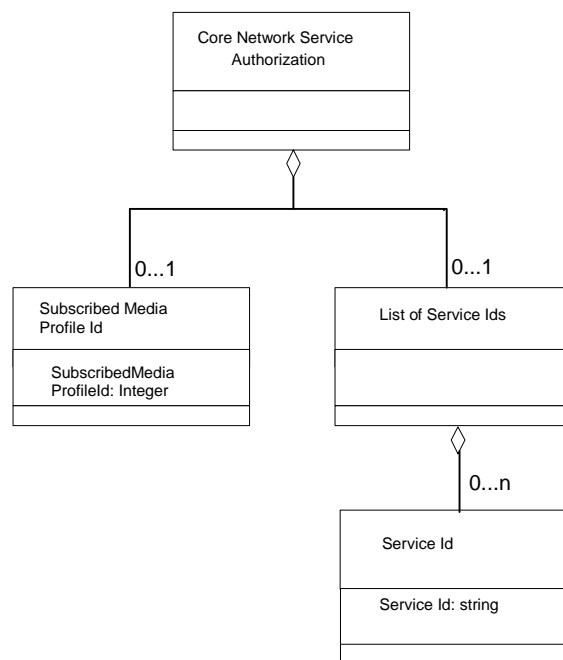 Core Network Service
Authorization
0...1
0...1
Subscribed Media
Profile Id
SubscribedMedia
ProfileId: Integer
List of Service Ids
0...n
Service Id
Service Id: string